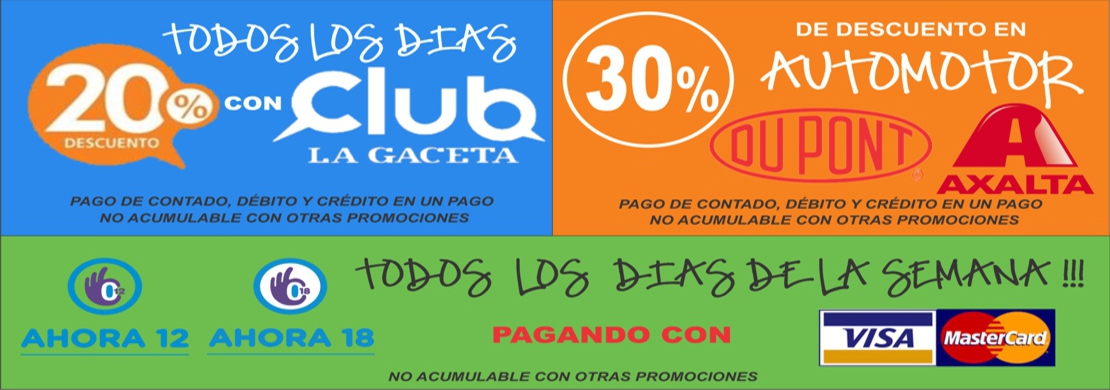 TODOS LOS DIAS
20%
DESCUENTO
CON
Club
LA GACETA
PAGO DE CONTADO, DÉBITO Y CRÉDITO EN UN PAGO
NO ACUMULABLE CON OTRAS PROMOCIONES
30%
DE DESCUENTO EN
AUTOMOTOR
DU PONT
®
AXALTA
PAGO DE CONTADO, DÉBITO Y CRÉDITO EN UN PAGO
NO ACUMULABLE CON OTRAS PROMOCIONES
12
AHORA 12
18
AHORA 18
TODOS LOS DIAS DE LA SEMANA !!!
PAGANDO CON
VISA
MasterCard
NO ACUMULABLE CON OTRAS PROMOCIONES